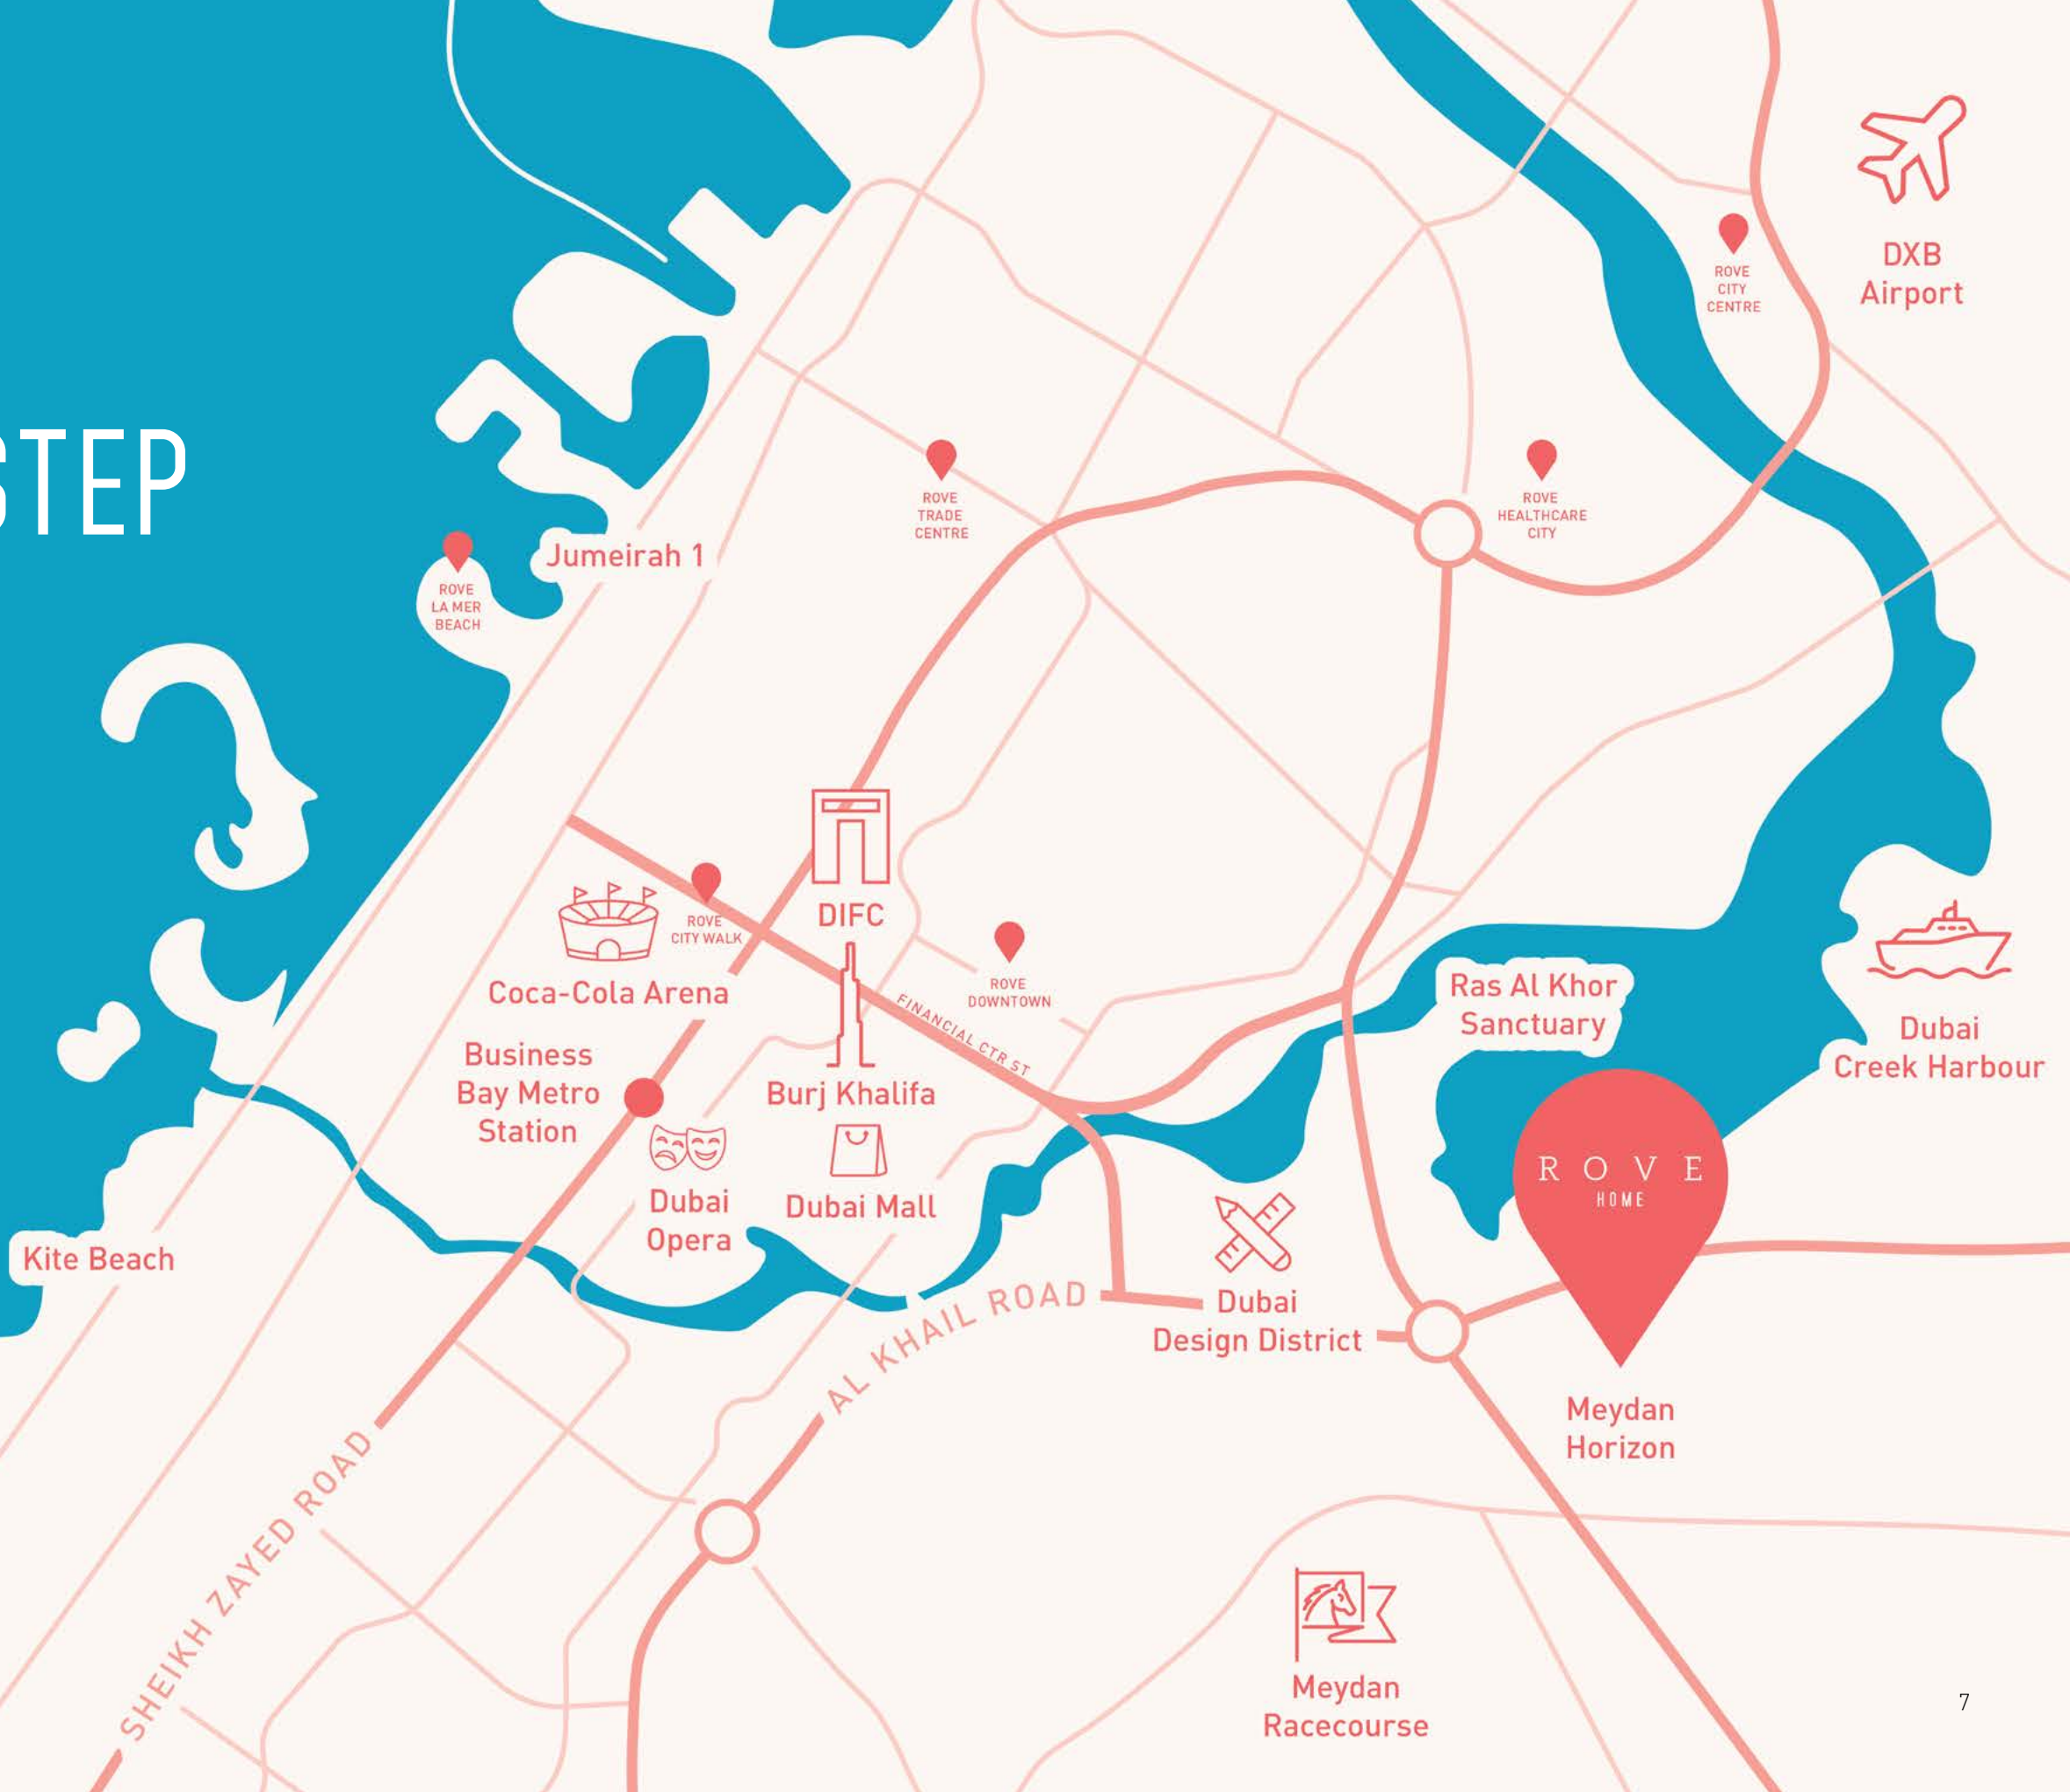 STEP
DXB
Airport
ROVE
CITY
CENTRE
ROVE
TRADE
CENTRE
ROVE
HEALTHCARE
CITY
Jumeirah 1
ROVE
LA MER
BEACH
DIFC
ROVE
CITY WALK
Coca-Cola Arena
ROVE
DOWNTOWN
FINANCIAL CTR ST
Ras Al Khor
Sanctuary
Dubai
Creek Harbour
Business
Bay Metro
Station
Burj Khalifa
ROVE
HOME
Dubai
Opera
Dubai Mall
Kite Beach
AL KHAIL ROAD
Dubai
Design District
Meydan
Horizon
SHEIKH ZAYED ROAD
Meydan
Racecourse
7